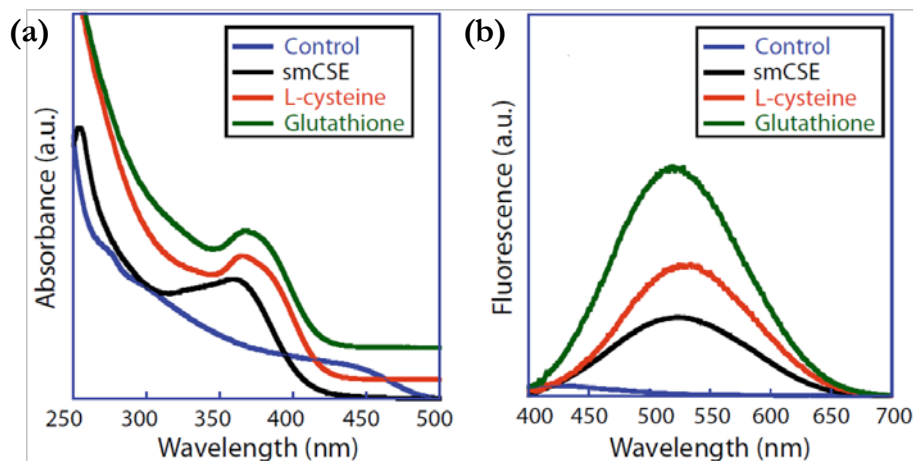 (a)
Control
smCSE
L-cysteine
Glutathione
Absorbance (a.u.)
250 300 350 400 450 500
Wavelength (nm)
(b)
Control
smCSE
L-cysteine
Glutathione
Fluorescence (a.u.)
400 450 500 550 600 650 700
Wavelength (nm)